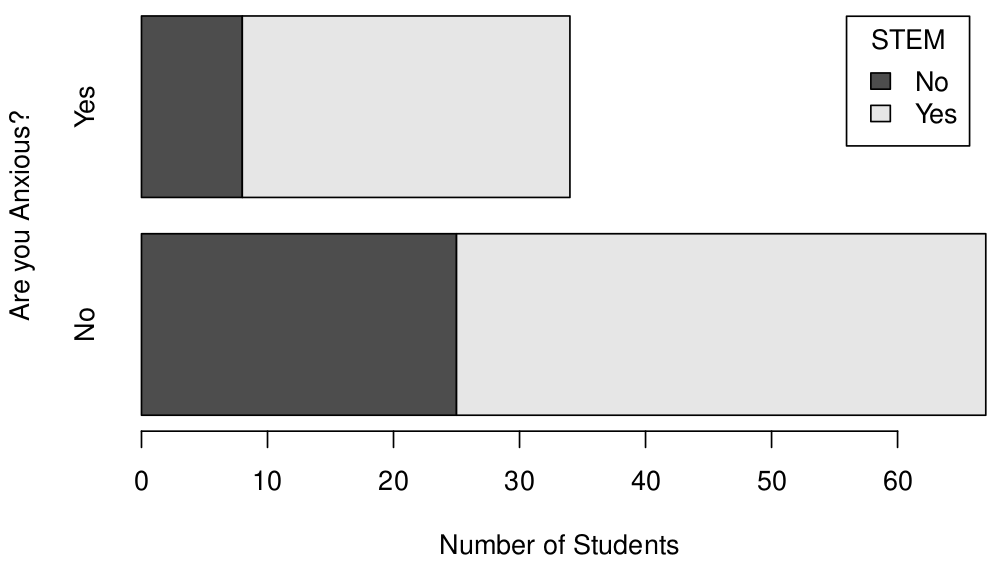 STEM
No
Yes
Are you Anxious?
Yes
No
0 10 20 30 40 50 60
Number of Students